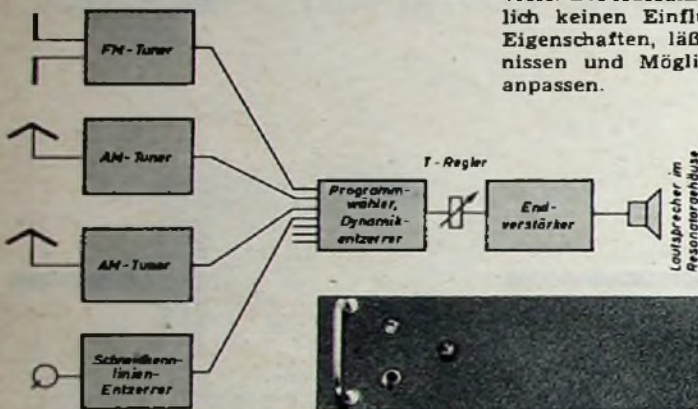 lich keinen Einflu
Eigenschaften, läß
nissen und Mögli
anpassen.
FM-Tuner
AM-Tuner
AM-Tuner
Schneidkenn-
linien-
Entzerrer
Programm-
wähler,
Dynamik-
entzerrer
T-Regler
End-
verstärker
Lautsprecher im
Resonatorgehäuse